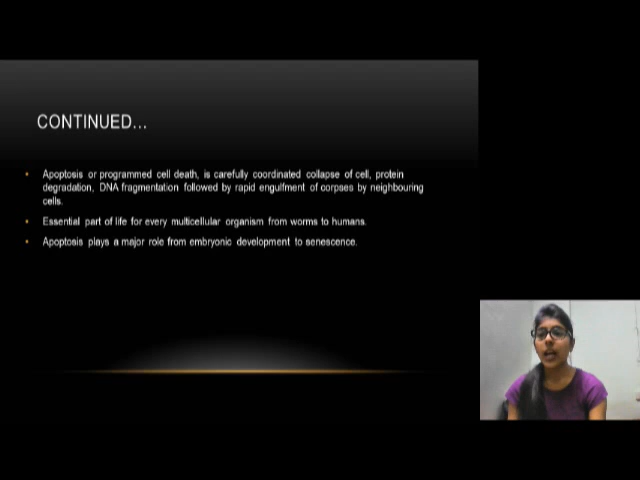 CONTINUED...
• Apoptosis or programmed cell death, is carefully coordinated collapse of cell, protein
degradation, DNA fragmentation followed by rapid engulfment of corpses by neighbouring
cells.
• Essential part of life for every multicellular organism from worms to humans.
• Apoptosis plays a major role from embryonic development to senescence.